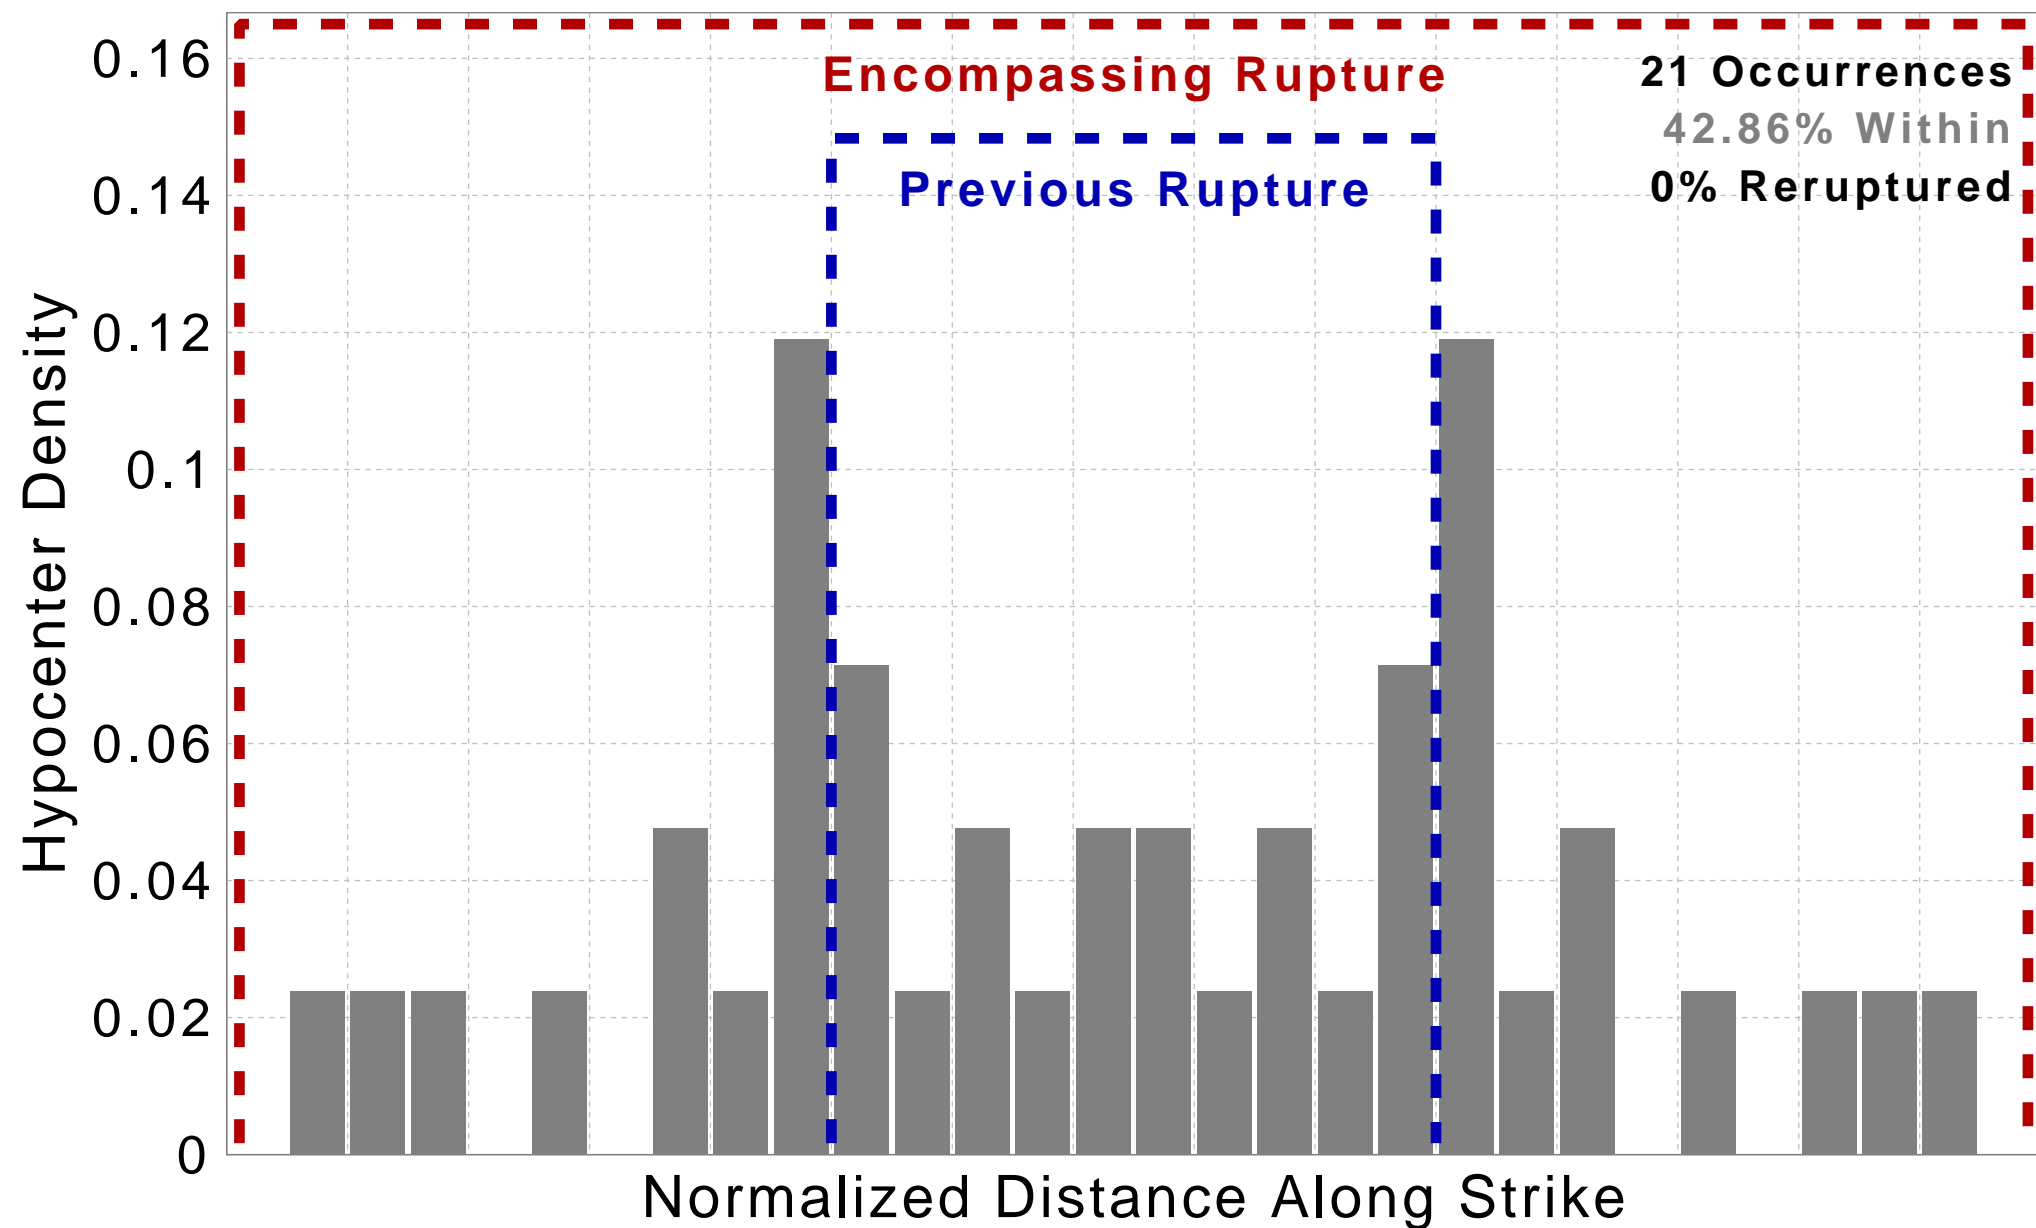 0.16
0.14
0.12
0.1
0.08
0.06
0.04
0.02
0
Hypocenter Density
Encompassing Rupture
Previous Rupture
21 Occurrences
42.86% Within
0% Reruptured
Normalized Distance Along Strike